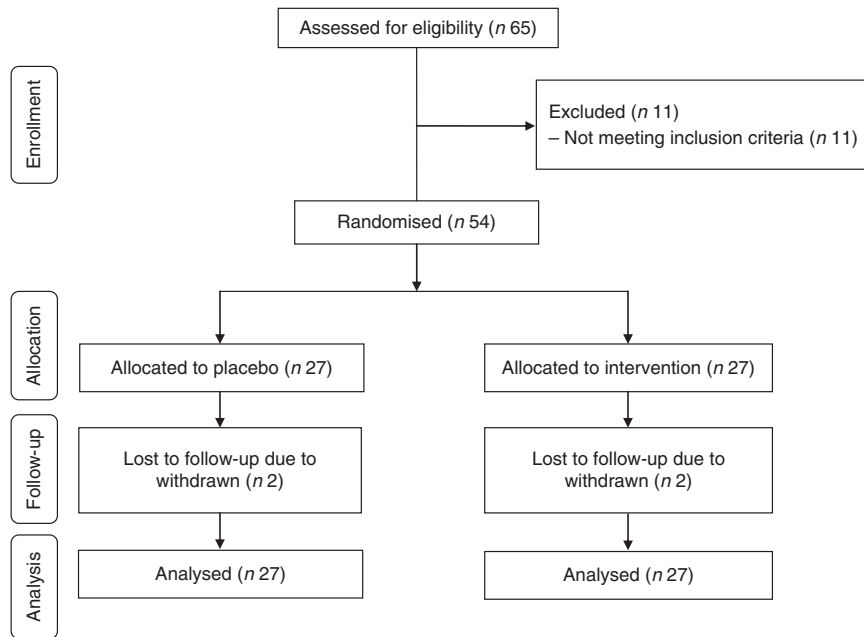 Assessed for eligibility (n 65)
Enrollment
Excluded (n 11)
– Not meeting inclusion criteria (n 11)
Randomised (n 54)
Allocation
Allocated to placebo (n 27)
Allocated to intervention (n 27)
Follow-up
Lost to follow-up due to
withdrawn (n 2)
Lost to follow-up due to
withdrawn (n 2)
Analysis
Analysed (n 27)
Analysed (n 27)